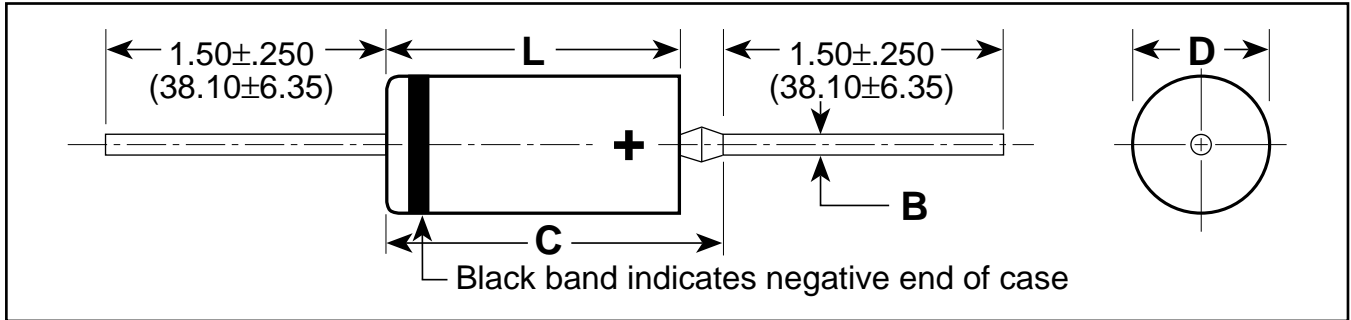 1.50±.250
(38.10±6.35)
L
1.50±.250
(38.10±6.35)
D
+
B
C
Black band indicates negative end of case